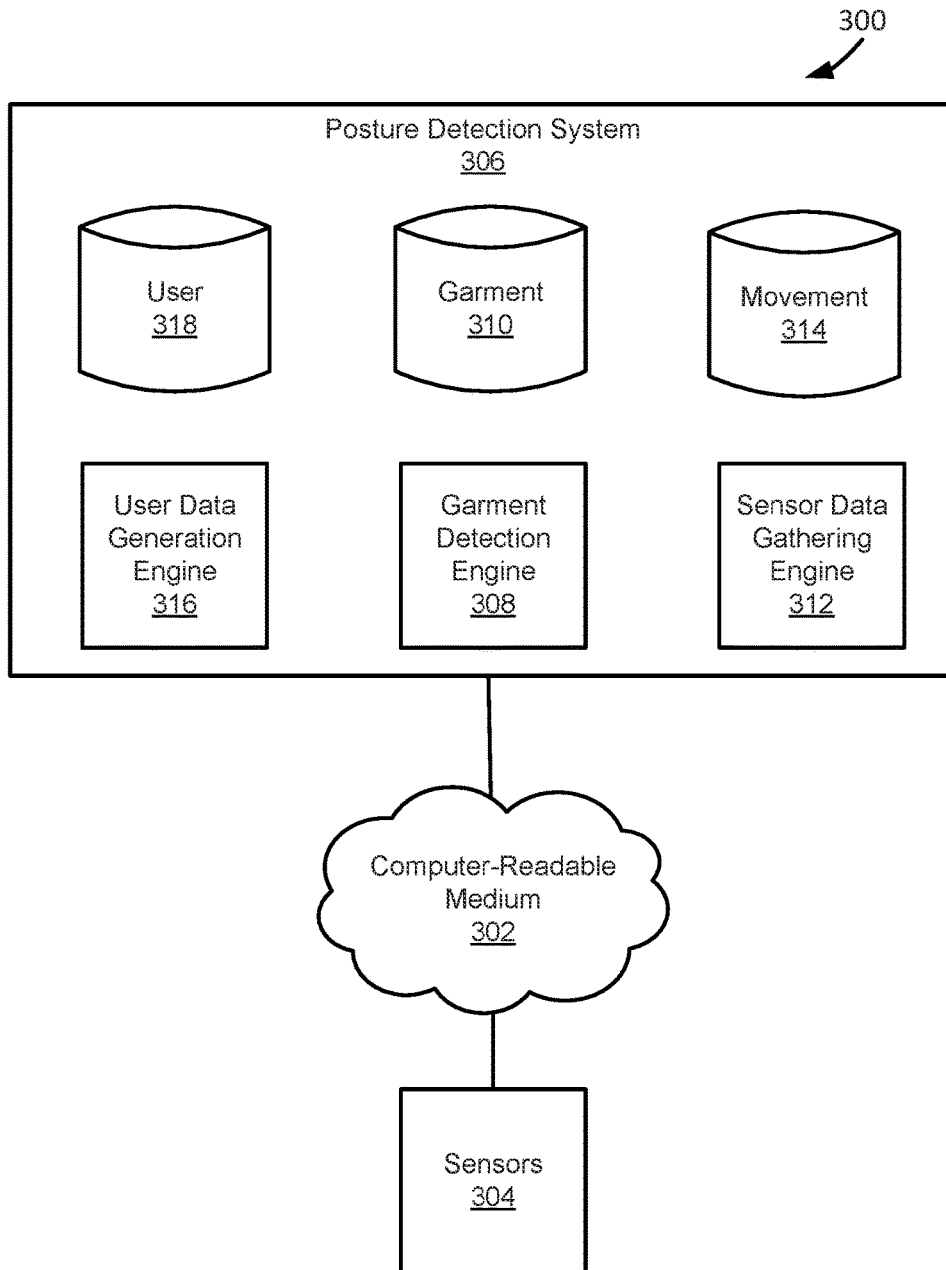 300
Posture Detection System
306
User
318
Garment
310
Movement
314
User Data
Generation
Engine
316
Garment
Detection
Engine
308
Sensor Data
Gathering
Engine
312
Computer-Readable
Medium
302
Sensors
304